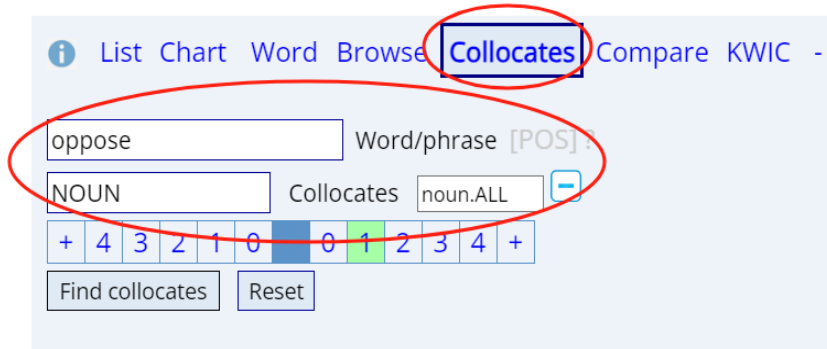 i List Chart Word Browse Collocates Compare KWIC -
oppose Word/phrase [POS] ?
NOUN Collocates noun.ALL −
+ 4 3 2 1 0 0 1 2 3 4 +
Find collocates Reset